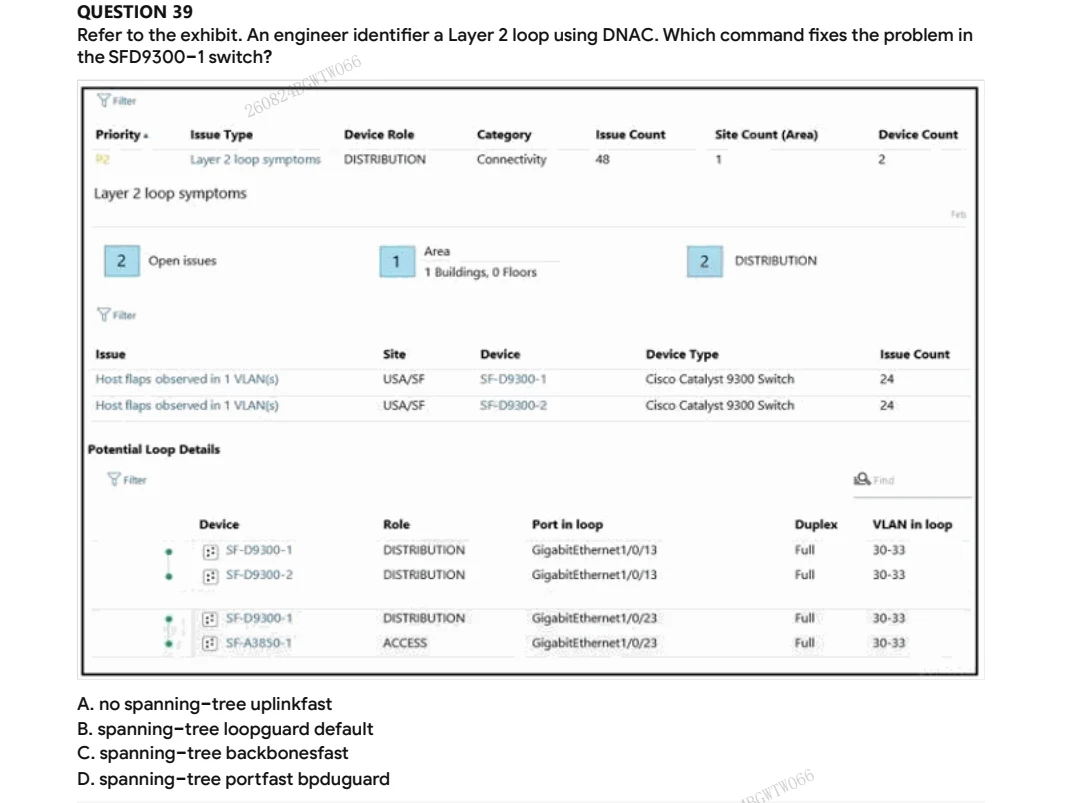 QUESTION 39
Refer to the exhibit. An engineer identifier a Layer 2 loop using DNAC. Which command fixes the problem in
the SFD9300-1 switch?
260824BGWTW066
Filter
Priority Issue Type Device Role Category Issue Count Site Count (Area) Device Count
P2 Layer 2 loop symptoms DISTRIBUTION Connectivity 48 1 2
Layer 2 loop symptoms
Feb
2 Open issues 1 Area 2 DISTRIBUTION
1 Buildings, 0 Floors
Filter
Issue Site Device Device Type Issue Count
Host flaps observed in 1 VLAN(s) USA/SF SF-D9300-1 Cisco Catalyst 9300 Switch 24
Host flaps observed in 1 VLAN(s) USA/SF SF-D9300-2 Cisco Catalyst 9300 Switch 24
Potential Loop Details
Filter Find
Device Role Port in loop Duplex VLAN in loop
SF-D9300-1 DISTRIBUTION GigabitEthernet1/0/13 Full 30-33
SF-D9300-2 DISTRIBUTION GigabitEthernet1/0/13 Full 30-33
SF-D9300-1 DISTRIBUTION GigabitEthernet1/0/23 Full 30-33
SF-A3850-1 ACCESS GigabitEthernet1/0/23 Full 30-33
A. no spanning-tree uplinkfast
B. spanning-tree loopguard default
C. spanning-tree backbonesfast
D. spanning-tree portfast bpduguard